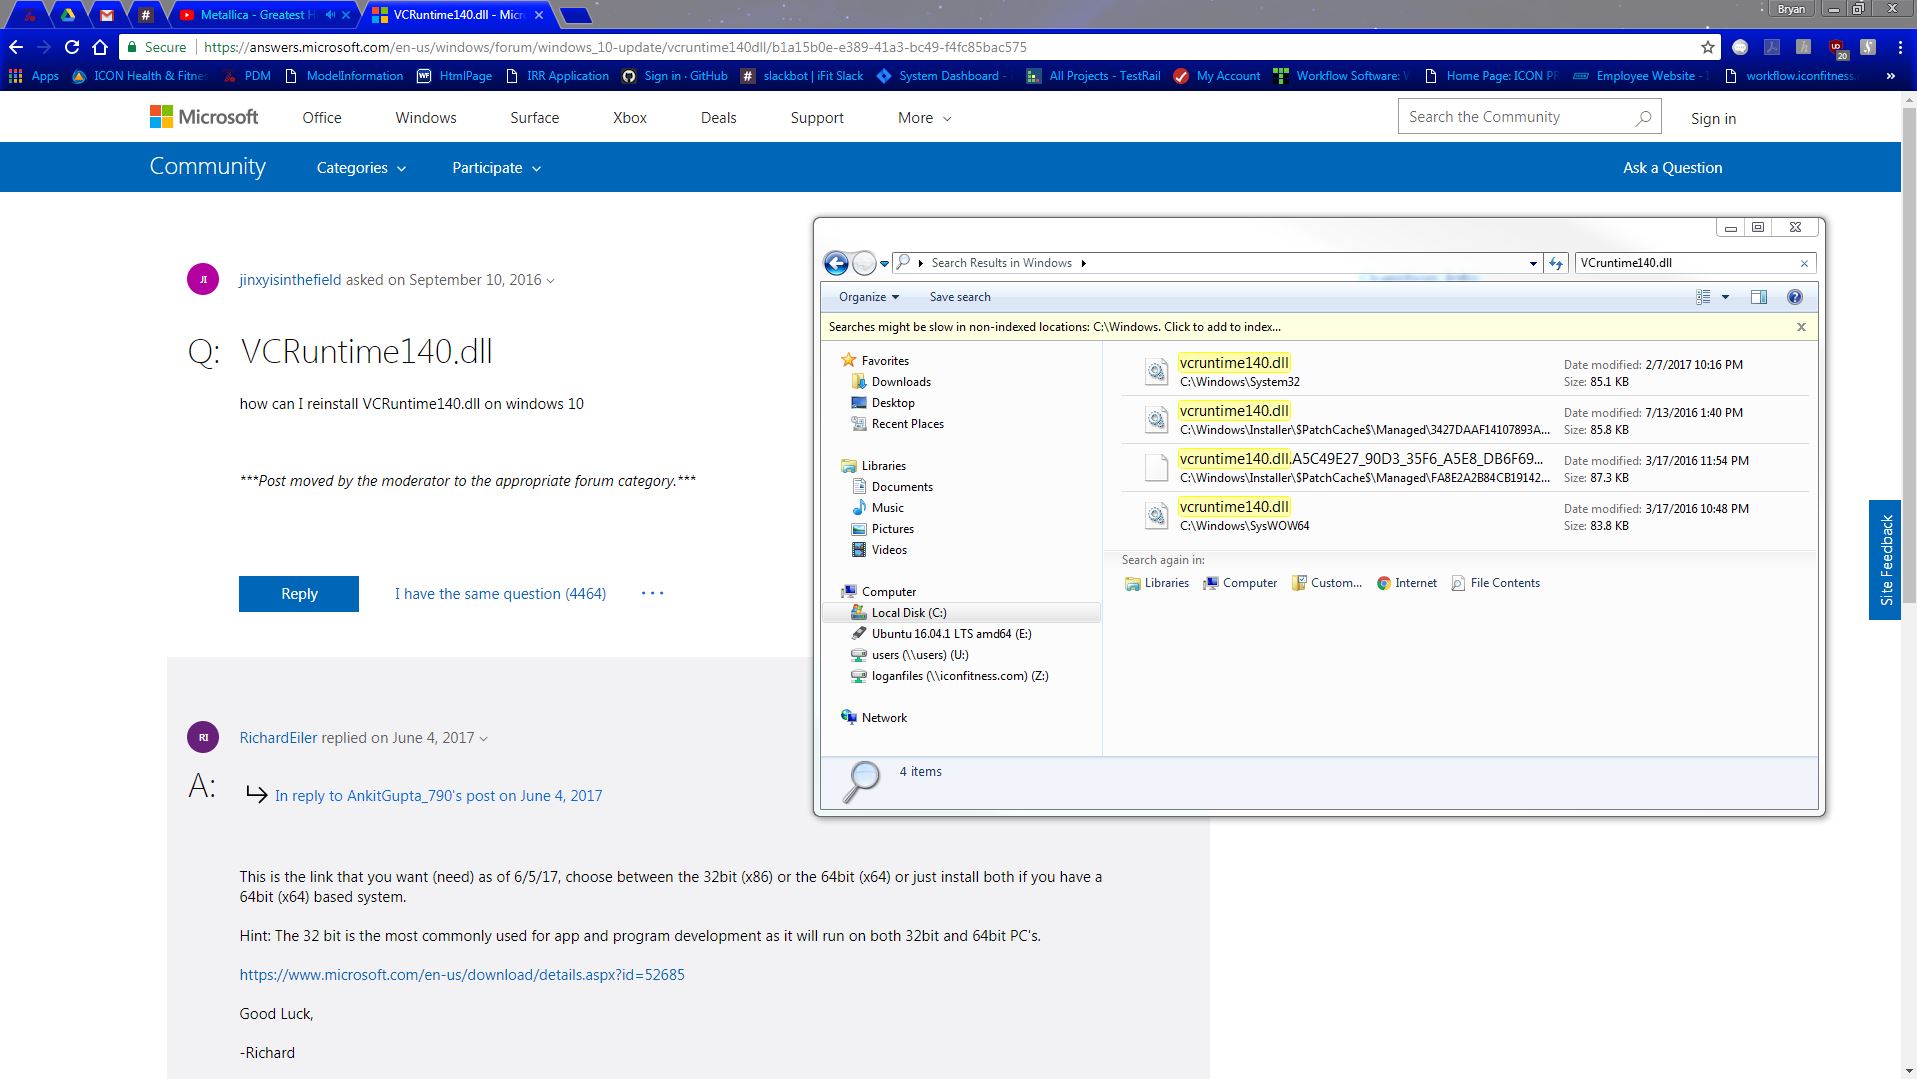 Metallica - Greatest H
VCRuntime140.dll - Micr
Bryan
Secure
https://answers.microsoft.com/en-us/windows/forum/windows_10-update/vcruntime140dll/b1a15b0e-e389-41a3-bc49-f4fc85bac575
20
Apps
ICON Health & Fitne
PDM
ModelInformation
HtmlPage
IRR Application
Sign in · GitHub
slackbot | iFit Slack
System Dashboard -
All Projects - TestRail
My Account
Workflow Software:
Home Page: ICON PR
Employee Website -
workflow.iconfitness.
»
Microsoft
Office
Windows
Surface
Xbox
Deals
Support
More
Search the Community
Sign in
Community
Categories
Participate
Ask a Question
JI
jinxyisinthefield asked on September 10, 2016
Q: VCRuntime140.dll
how can I reinstall VCRuntime140.dll on windows 10
***Post moved by the moderator to the appropriate forum category.***
Reply
I have the same question (4464)
RI
RichardEiler replied on June 4, 2017
A:
In reply to AnkitGupta_790's post on June 4, 2017
This is the link that you want (need) as of 6/5/17, choose between the 32bit (x86) or the 64bit (x64) or just install both if you have a
64bit (x64) based system.
Hint: The 32 bit is the most commonly used for app and program development as it will run on both 32bit and 64bit PC's.
https://www.microsoft.com/en-us/download/details.aspx?id=52685
Good Luck,
-Richard
Search Results in Windows
VCruntime140.dll
Organize
Save search
Searches might be slow in non-indexed locations: C:\Windows. Click to add to index...
Favorites
Downloads
Desktop
Recent Places
Libraries
Documents
Music
Pictures
Videos
Computer
Local Disk (C:)
Ubuntu 16.04.1 LTS amd64 (E:)
users (\\users) (U:)
loganfiles (\\iconfitness.com) (Z:)
Network
vcruntime140.dll
C:\Windows\System32
Date modified: 2/7/2017 10:16 PM
Size: 85.1 KB
vcruntime140.dll
C:\Windows\Installer\$PatchCache$\Managed\3427DAAF14107893A...
Date modified: 7/13/2016 1:40 PM
Size: 85.8 KB
vcruntime140.dll.A5C49E27_90D3_35F6_A5E8_DB6F69...
C:\Windows\Installer\$PatchCache$\Managed\FA8E2A2B84CB19142...
Date modified: 3/17/2016 11:54 PM
Size: 87.3 KB
vcruntime140.dll
C:\Windows\SysWOW64
Date modified: 3/17/2016 10:48 PM
Size: 83.8 KB
Search again in:
Libraries
Computer
Custom...
Internet
File Contents
4 items
Site Feedback